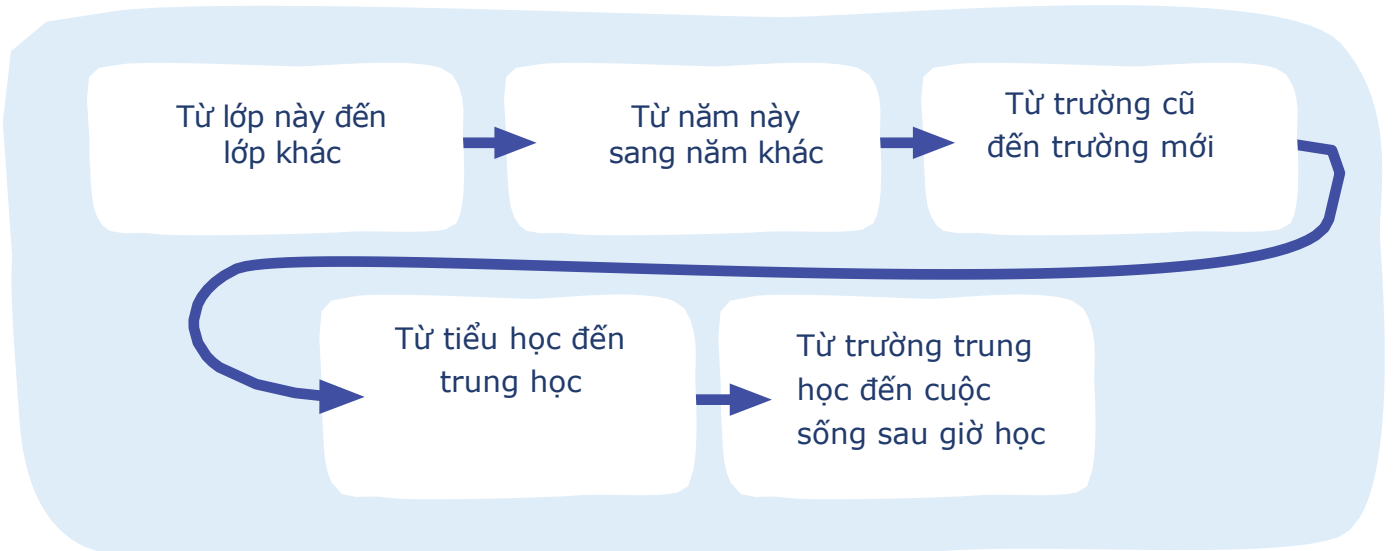 Từ lớp này đến
lớp khác
Từ năm này
sang năm khác
Từ trường cũ
đến trường mới
Từ tiểu học đến
trung học
Từ trường trung
học đến cuộc
sống sau giờ học